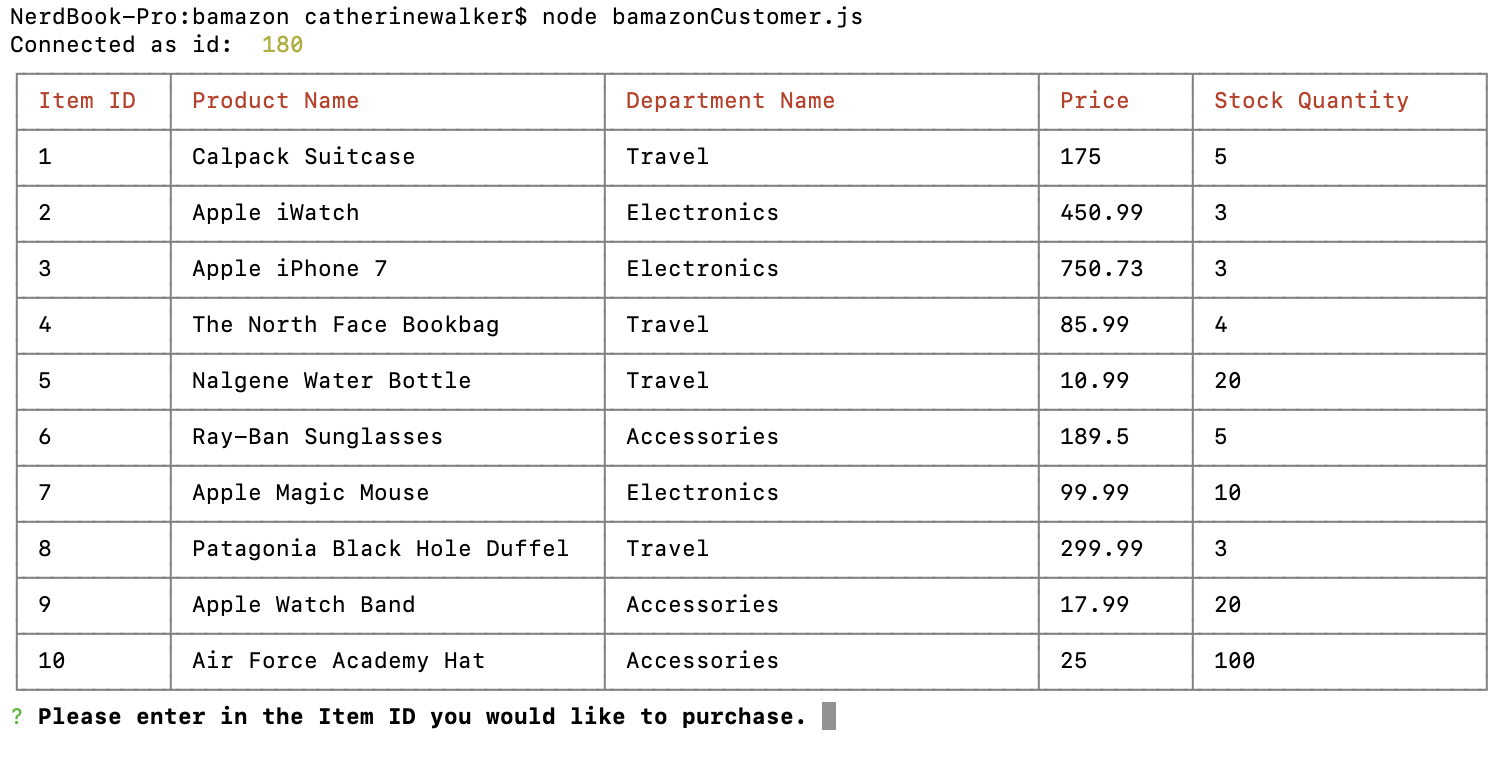 NerdBook-Pro:bamazon catherinewalker$ node bamazonCustomer.js
Connected as id:  180
Item ID Product Name Department Name Price Stock Quantity
1 Calpack Suitcase Travel 175 5
2 Apple iWatch Electronics 450.99 3
3 Apple iPhone 7 Electronics 750.73 3
4 The North Face Bookbag Travel 85.99 4
5 Nalgene Water Bottle Travel 10.99 20
6 Ray-Ban Sunglasses Accessories 189.5 5
7 Apple Magic Mouse Electronics 99.99 10
8 Patagonia Black Hole Duffel Travel 299.99 3
9 Apple Watch Band Accessories 17.99 20
10 Air Force Academy Hat Accessories 25 100
? Please enter in the Item ID you would like to purchase.